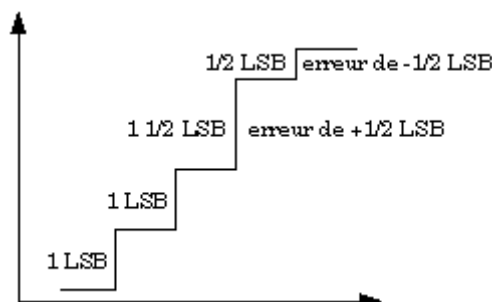 1/2 LSB erreur de -1/2 LSB
1 1/2 LSB erreur de +1/2 LSB
1 LSB
1 LSB